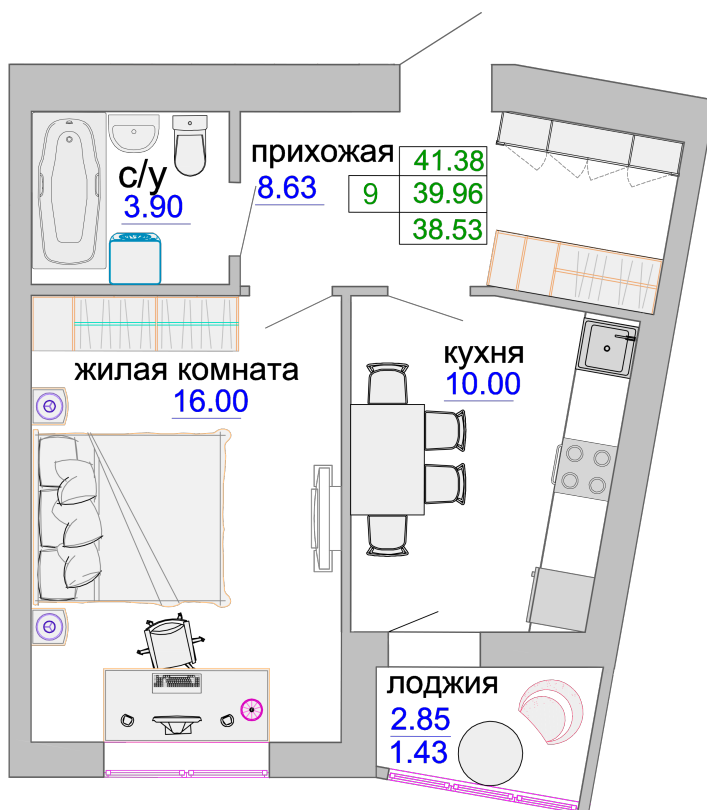 прихожая
8.63
41.38
9
39.96
38.53
с/у
3.90
жилая комната
16.00
кухня
10.00
лоджия
2.85
1.43